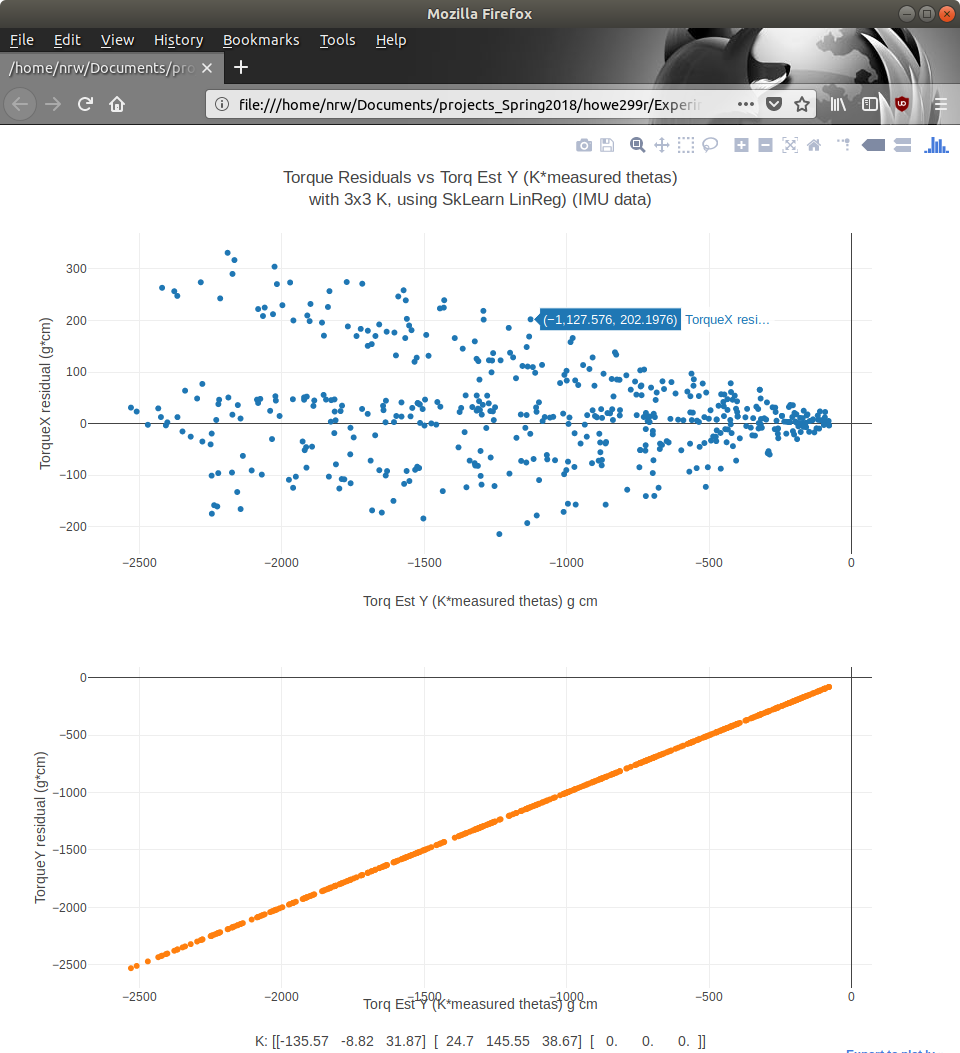 Mozilla Firefox
File Edit View History Bookmarks Tools Help
/home/nrw/Documents/pro
file:///home/nrw/Documents/projects_Spring2018/howe299r/Experi
Torque Residuals vs Torq Est Y (K*measured thetas)
with 3x3 K, using SkLearn LinReg) (IMU data)
TorqueX residual (g*cm)
300
200
100
0
−100
−200
(−1,127.576, 202.1976) TorqueX resi...
−2500 −2000 −1500 −1000 −500 0
Torq Est Y (K*measured thetas) g cm
TorqueY residual (g*cm)
0
−500
−1000
−1500
−2000
−2500
−2500 −2000 −1500 −1000 −500 0
Torq Est Y (K*measured thetas) g cm
K: [[-135.57 -8.82 31.87] [ 24.7 145.55 38.67] [ 0. 0. 0. ]]